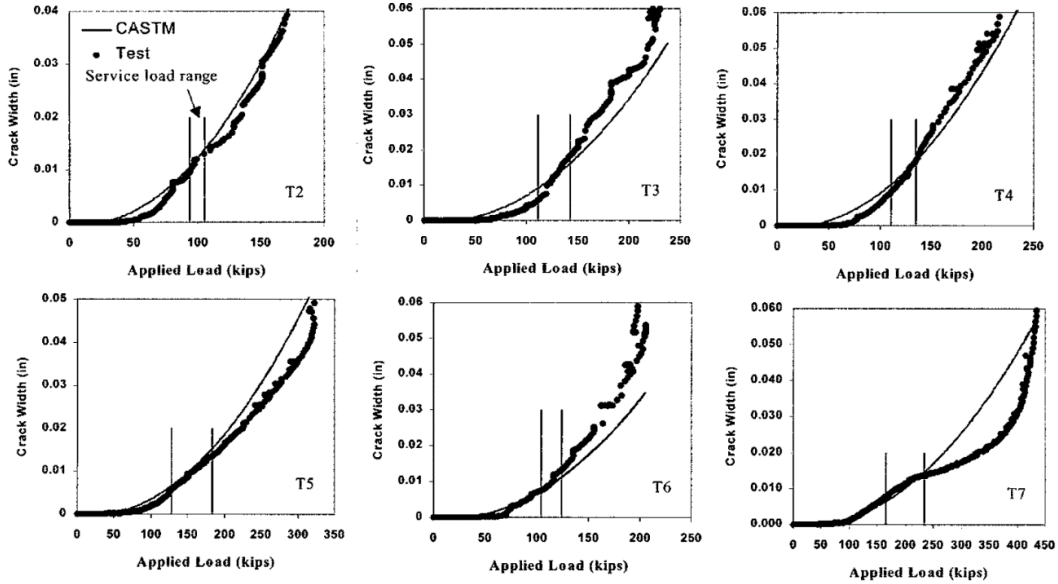 0.04
0.03
0.02
0.01
0
Crack Width (in)
CASTM
Test
Service load range
T2
0 50 100 150 200
Applied Load (kips)
0.06
0.05
0.04
0.03
0.02
0.01
0
Crack Width (in)
T3
0 50 100 150 200 250
Applied Load (kips)
0.06
0.05
0.04
0.03
0.02
0.01
0
Crack Width (in)
T4
0 50 100 150 200 250
Applied Load (kips)
0.05
0.04
0.03
0.02
0.01
0
Crack Width (in)
T5
0 50 100 150 200 250 300 350
Applied Load (kips)
0.06
0.05
0.04
0.03
0.02
0.01
0
Crack Width (in)
T6
0 50 100 150 200 250
Applied Load (kips)
0.060
0.050
0.040
0.030
0.020
0.010
0.000
Crack Width (in)
T7
0 50 100 150 200 250 300 350 400 450
Applied Load (kips)